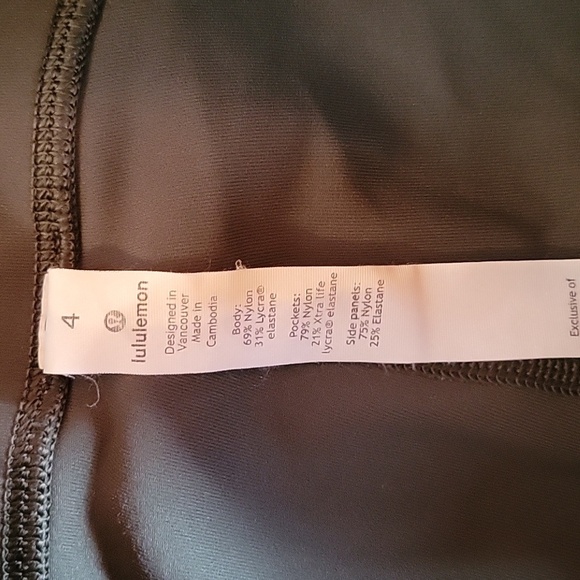 4
lululemon
Designed in
Vancouver
Made in
Cambodia
Body:
69% Nylon
31% Lycra®
elastane
Pockets:
79% Nylon
21% Xtra life
lycra® elastane
Side panels:
75% Nylon
25% Elastane
Exclusive of